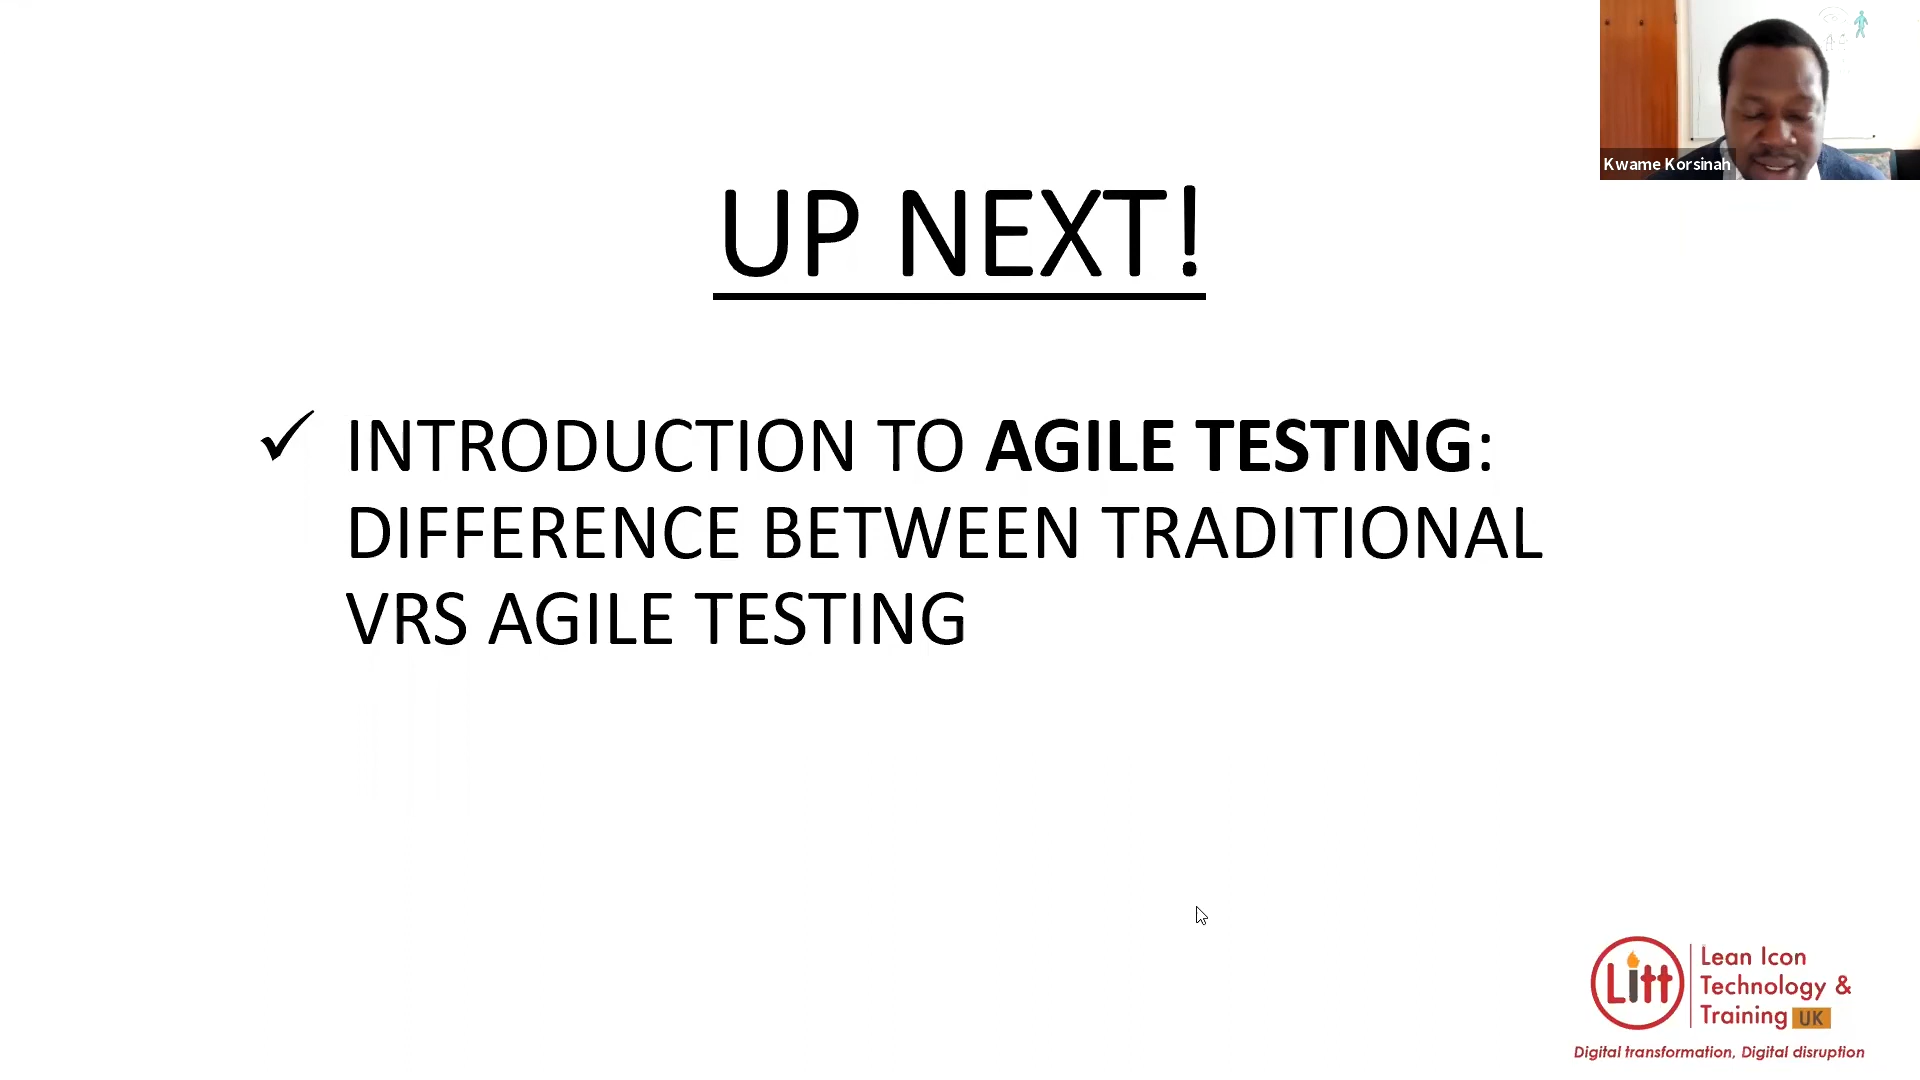 Kwame Korsinah
UP NEXT!
✓ INTRODUCTION TO AGILE TESTING:
DIFFERENCE BETWEEN TRADITIONAL
VRS AGILE TESTING
Litt
Lean Icon
Technology &
Training UK
Digital transformation, Digital disruption